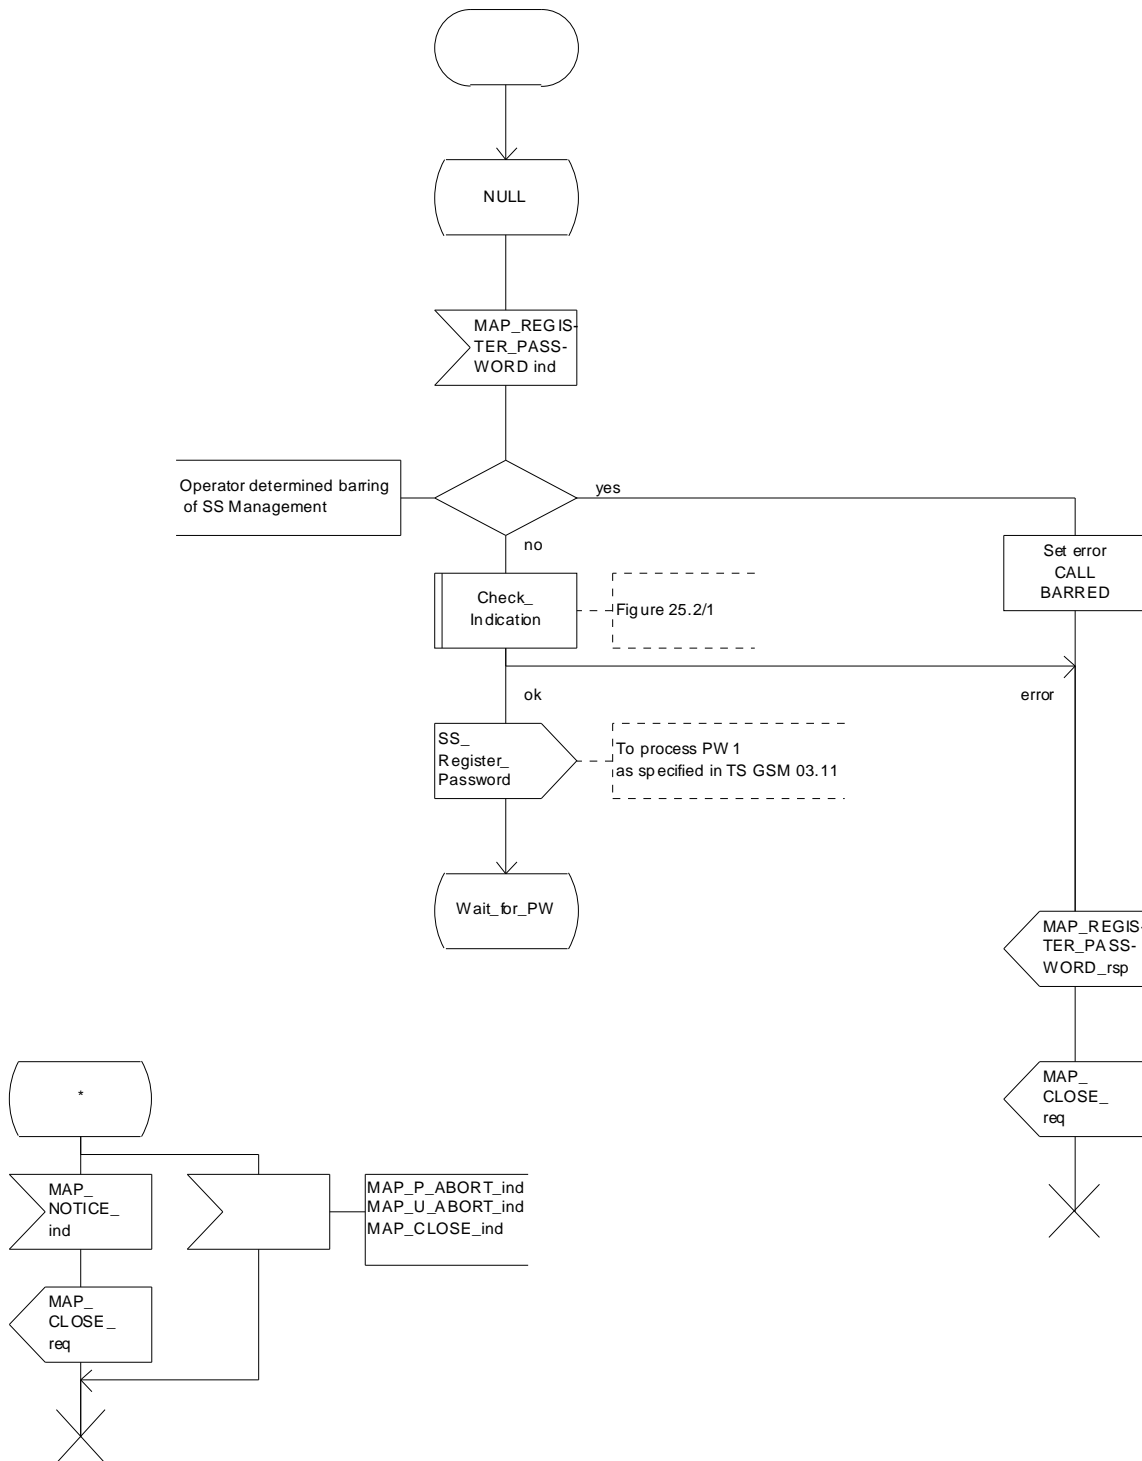 NULL
MAP_REGIS-
TER_PASS-
WORD ind
Operator determined barring
of SS Management
yes
no
Set error
CALL
BARRED
Check_
Indication
Figure 25.2/1
ok
error
SS_
Register_
Password
To process PW1
as specified in TS GSM 03.11
Wait_for_PW
MAP_REGIS-
TER_PASS-
WORD_rsp
*
MAP_
CLOSE_
req
MAP_
NOTICE_
ind
MAP_P_ABORT_ind
MAP_U_ABORT_ind
MAP_CLOSE_ind
MAP_
CLOSE_
req